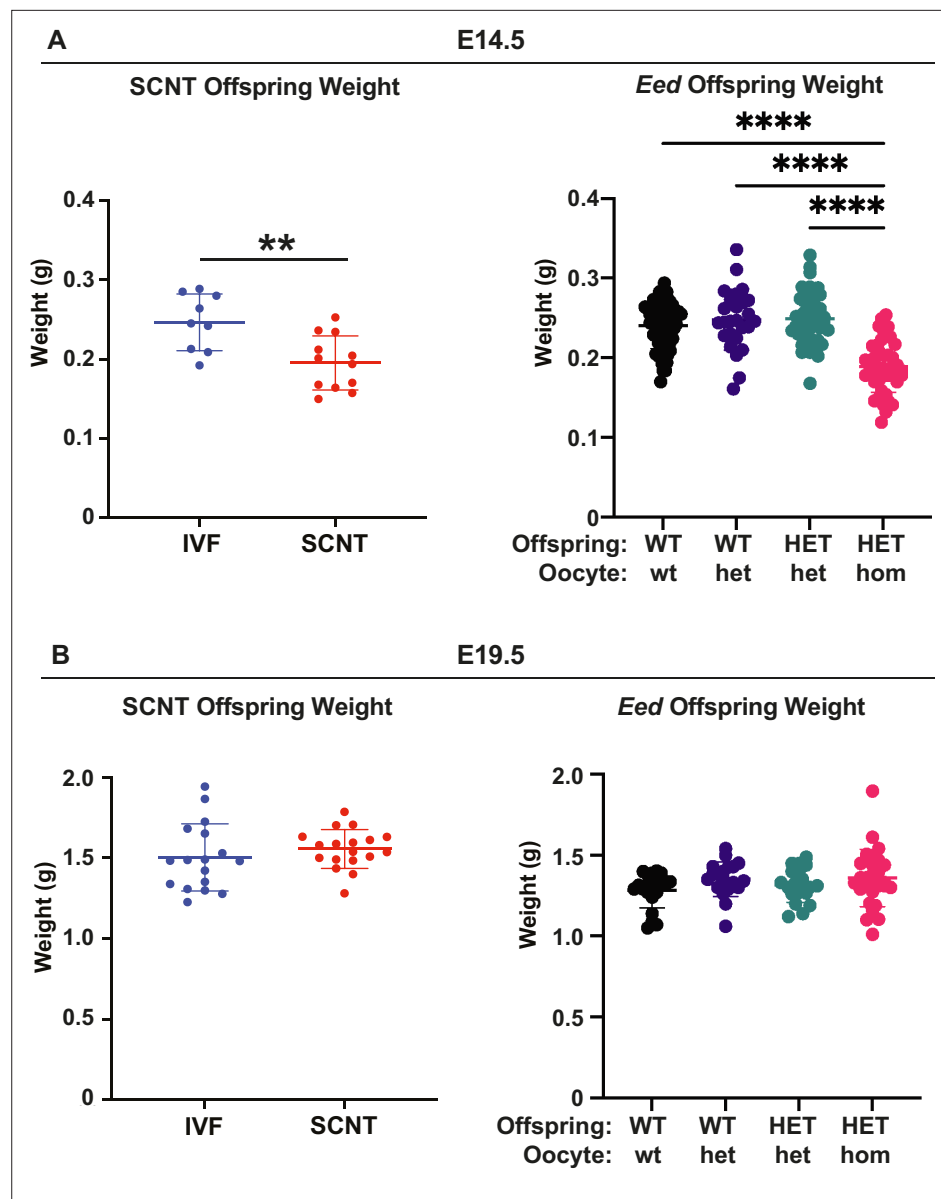 A E14.5
SCNT Offspring Weight
Eed Offspring Weight
****
****
****
**
0.4
0.3
0.2
0.1
0
Weight (g)
IVF SCNT
0.4
0.3
0.2
0.1
0
Weight (g)
Offspring: WT WT HET HET
Oocyte: wt het het hom
B E19.5
SCNT Offspring Weight
Eed Offspring Weight
2.0
1.5
1.0
0.5
0
Weight (g)
IVF SCNT
2.0
1.5
1.0
0.5
0
Weight (g)
Offspring: WT WT HET HET
Oocyte: wt het het hom